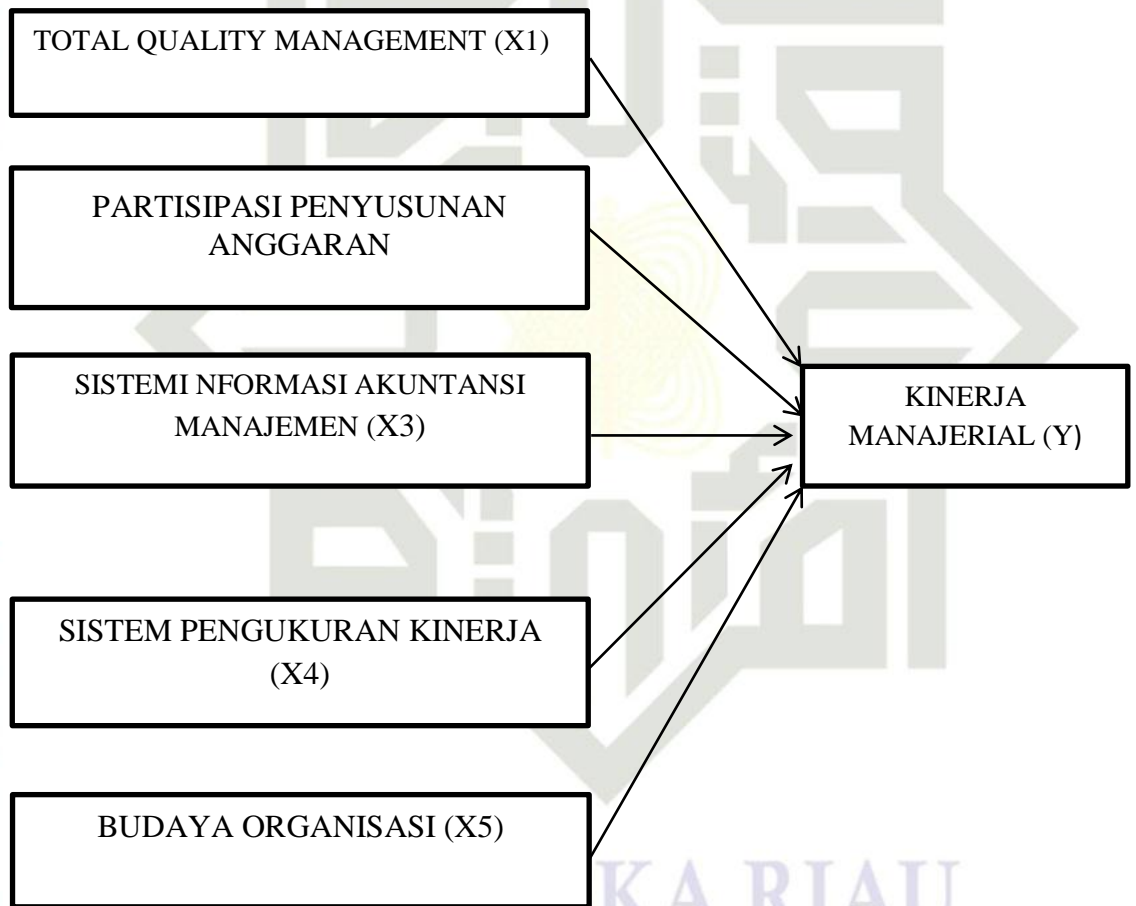 TOTAL QUALITY MANAGEMENT (X1)
PARTISIPASI PENYUSUNAN
ANGGARAN
SISTEMI NFORMASI AKUNTANSI
MANAJEMEN (X3)
KINERJA
MANAJERIAL (Y)
SISTEM PENGUKURAN KINERJA
(X4)
BUDAYA ORGANISASI (X5)
KA RIAU